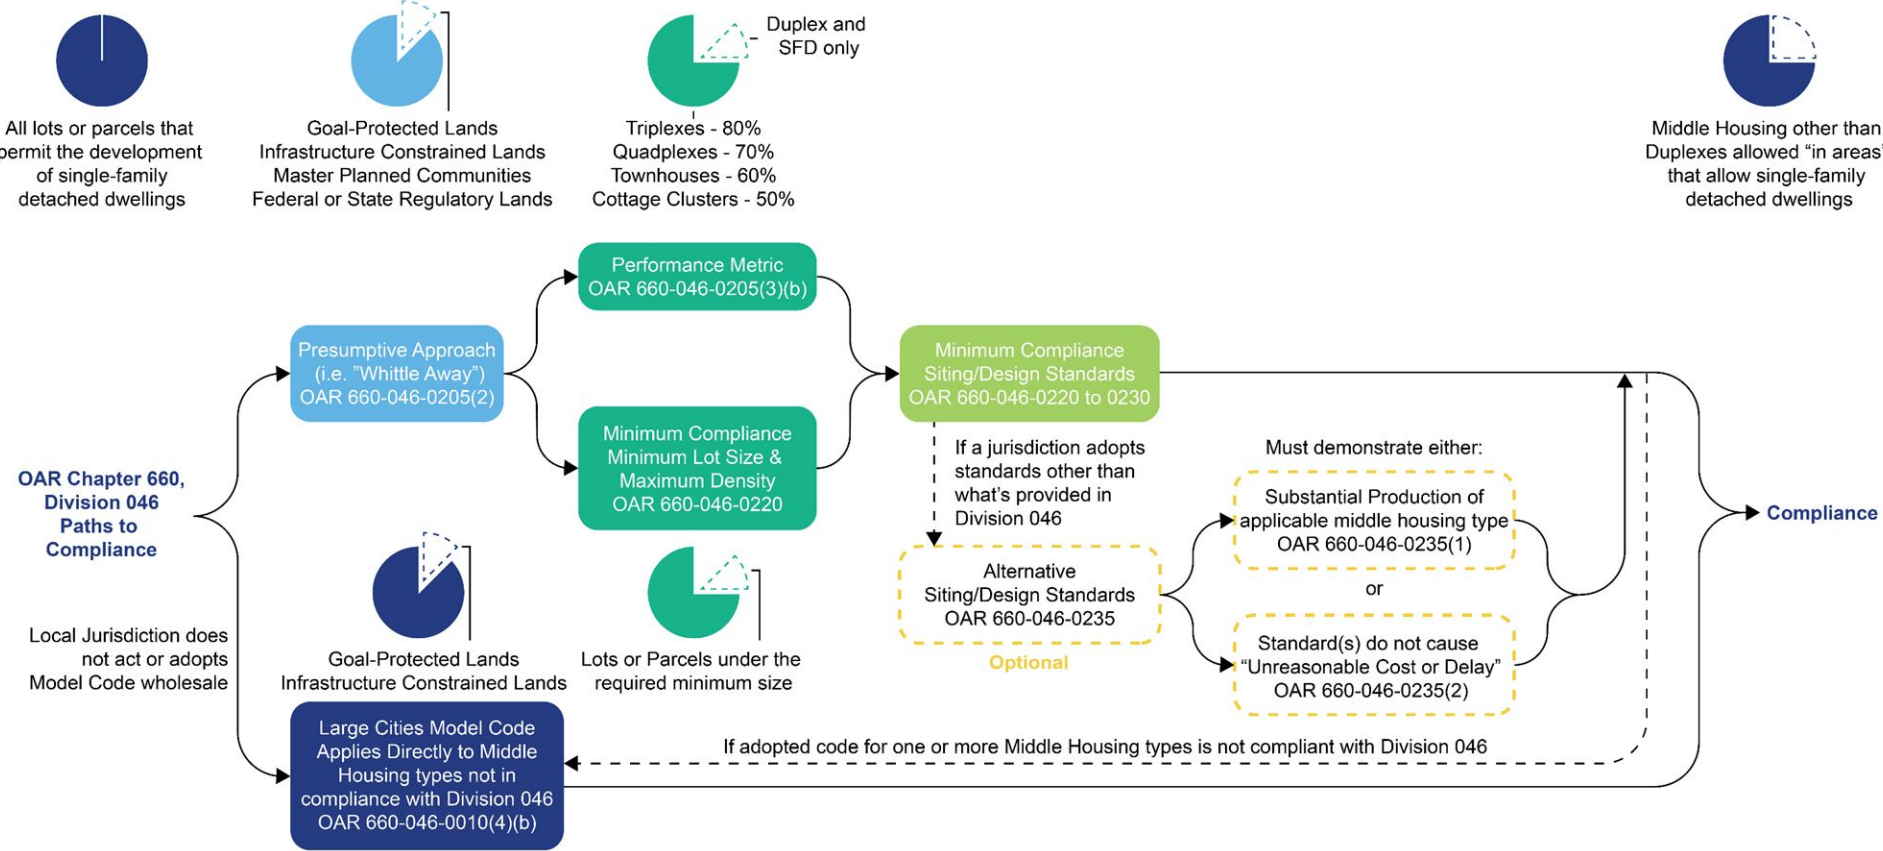 All lots or parcels that
permit the development
of single-family
detached dwellings
Goal-Protected Lands
Infrastructure Constrained Lands
Master Planned Communities
Federal or State Regulatory Lands
Duplex and
SFD only
Triplexes - 80%
Quadplexes - 70%
Townhouses - 60%
Cottage Clusters - 50%
Middle Housing other than
Duplexes allowed “in areas”
that allow single-family
detached dwellings
Performance Metric
OAR 660-046-0205(3)(b)
Presumptive Approach
(i.e. ”Whittle Away”)
OAR 660-046-0205(2)
Minimum Compliance
Minimum Lot Size &
Maximum Density
OAR 660-046-0220
Minimum Compliance
Siting/Design Standards
OAR 660-046-0220 to 0230
If a jurisdiction adopts
standards other than
what’s provided in
Division 046
Must demonstrate either:
Substantial Production of
applicable middle housing type
OAR 660-046-0235(1)
or
Standard(s) do not cause
“Unreasonable Cost or Delay”
OAR 660-046-0235(2)
Alternative
Siting/Design Standards
OAR 660-046-0235
Optional
OAR Chapter 660,
Division 046
Paths to
Compliance
Compliance
Local Jurisdiction does
not act or adopts
Model Code wholesale
Goal-Protected Lands
Infrastructure Constrained Lands
Lots or Parcels under the
required minimum size
Large Cities Model Code
Applies Directly to Middle
Housing types not in
compliance with Division 046
OAR 660-046-0010(4)(b)
If adopted code for one or more Middle Housing types is not compliant with Division 046